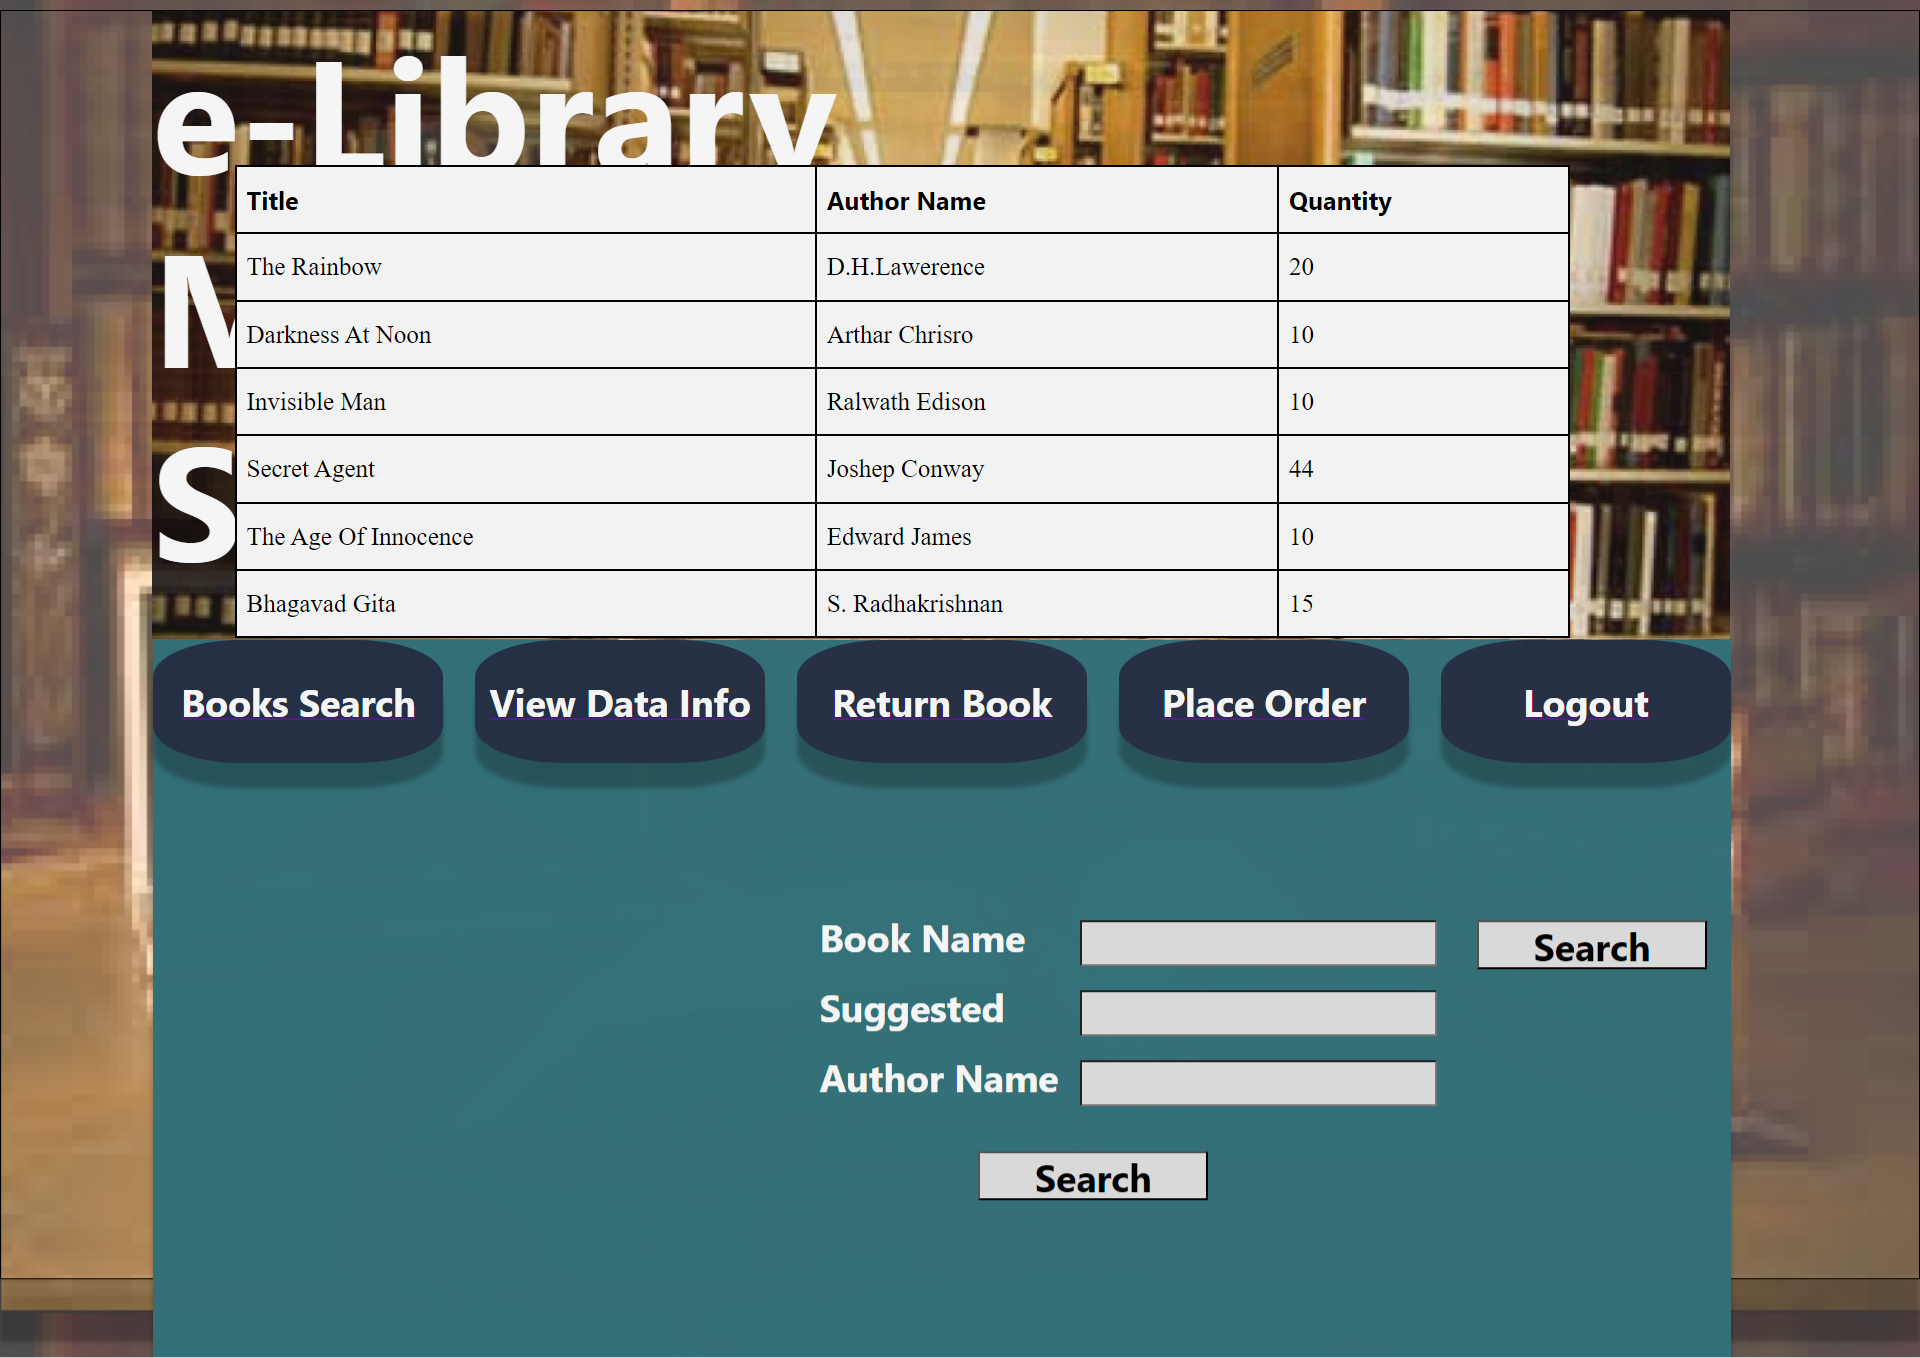 e-Library
M
S
Title Author Name Quantity
The Rainbow D.H.Lawerence 20
Darkness At Noon Arthar Chrisro 10
Invisible Man Ralwath Edison 10
Secret Agent Joshep Conway 44
The Age Of Innocence Edward James 10
Bhagavad Gita S. Radhakrishnan 15
Books Search View Data Info Return Book Place Order Logout
Book Name Search
Suggested
Author Name
Search